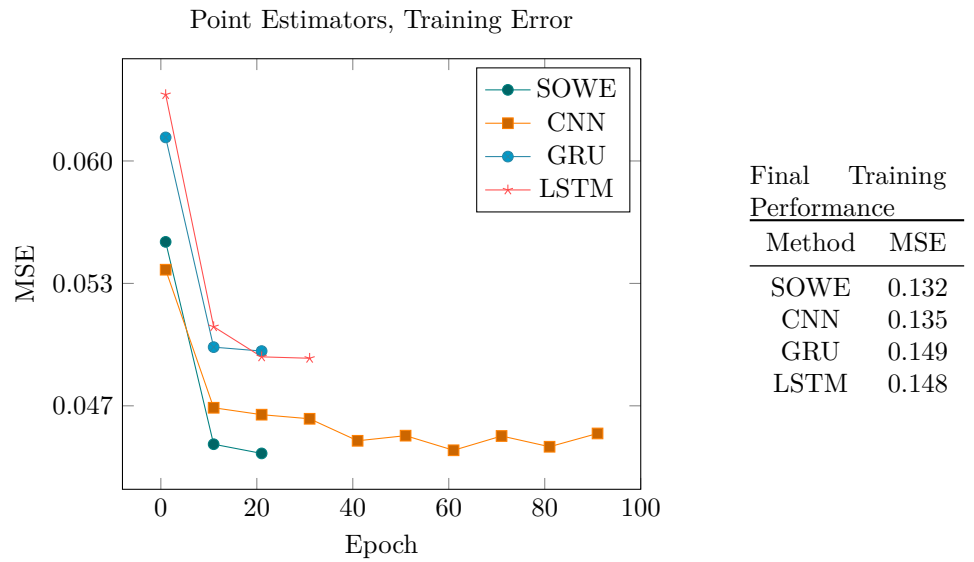 Point Estimators, Training Error
SOWE
CNN
GRU
LSTM
0.060
0.053
0.047
MSE
0 20 40 60 80 100
Epoch
Final Training
Performance
Method MSE
SOWE 0.132
CNN 0.135
GRU 0.149
LSTM 0.148